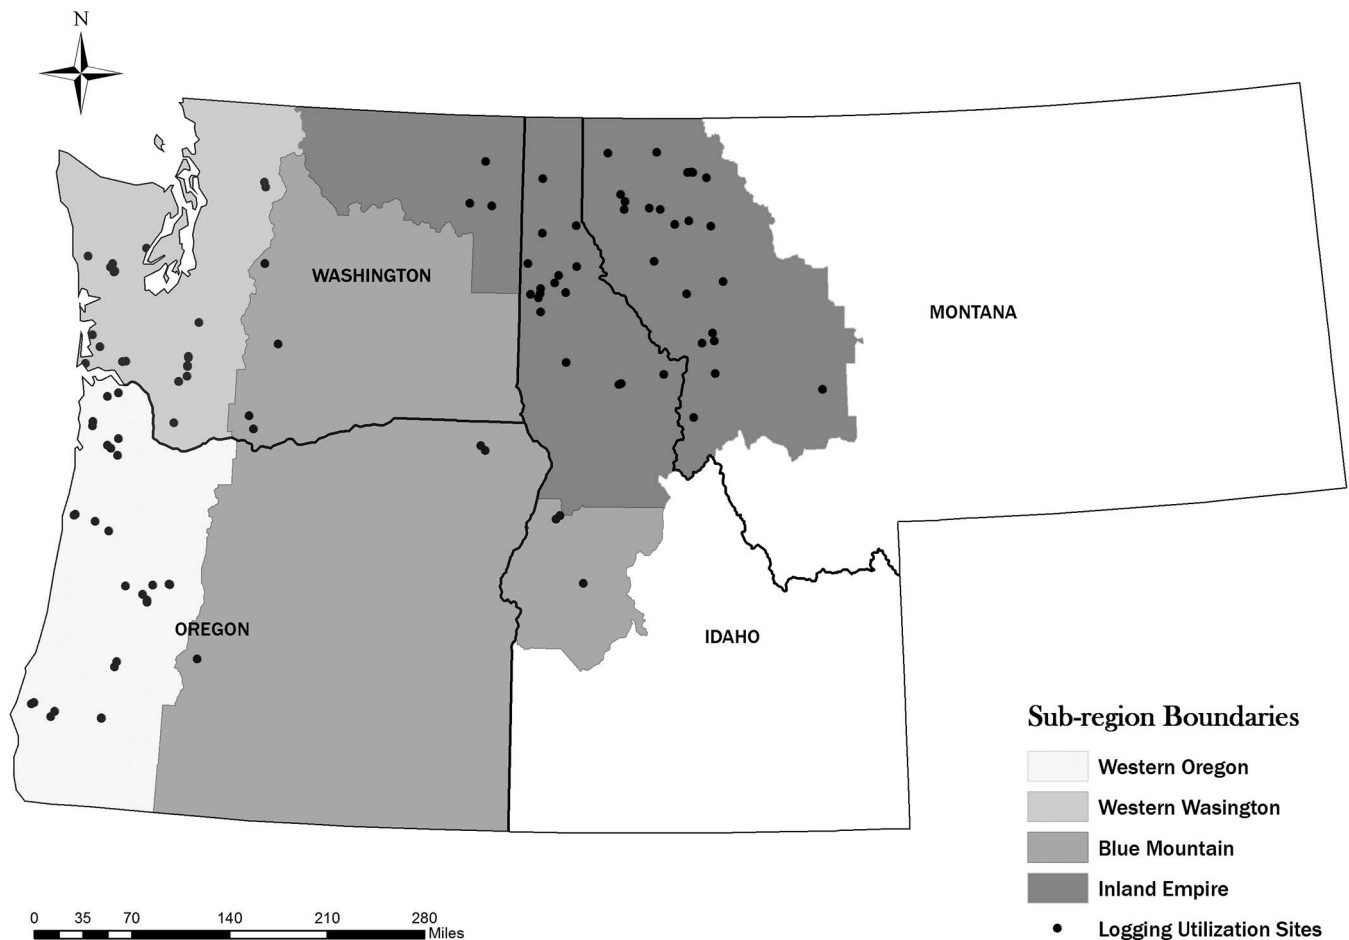 N
WASHINGTON
MONTANA
OREGON
IDAHO
Sub-region Boundaries
Western Oregon
Western Wasington
Blue Mountain
Inland Empire
Logging Utilization Sites
0 35 70 140 210 280
Miles